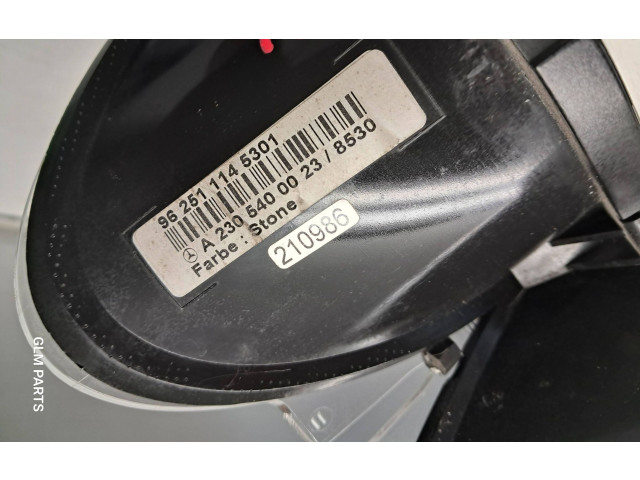 96 251 114 5301
A 230 540 00 23 / 8530
Farbe : Stone
210986
GLM PARTS